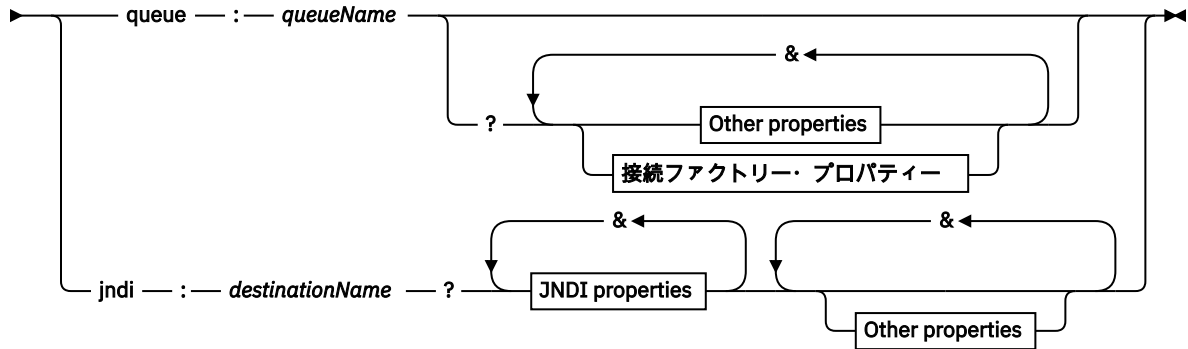 queue : queueName
&
? Other properties
接続ファクトリー・プロパティー
& &
jndi : destinationName ? JNDI properties
Other properties